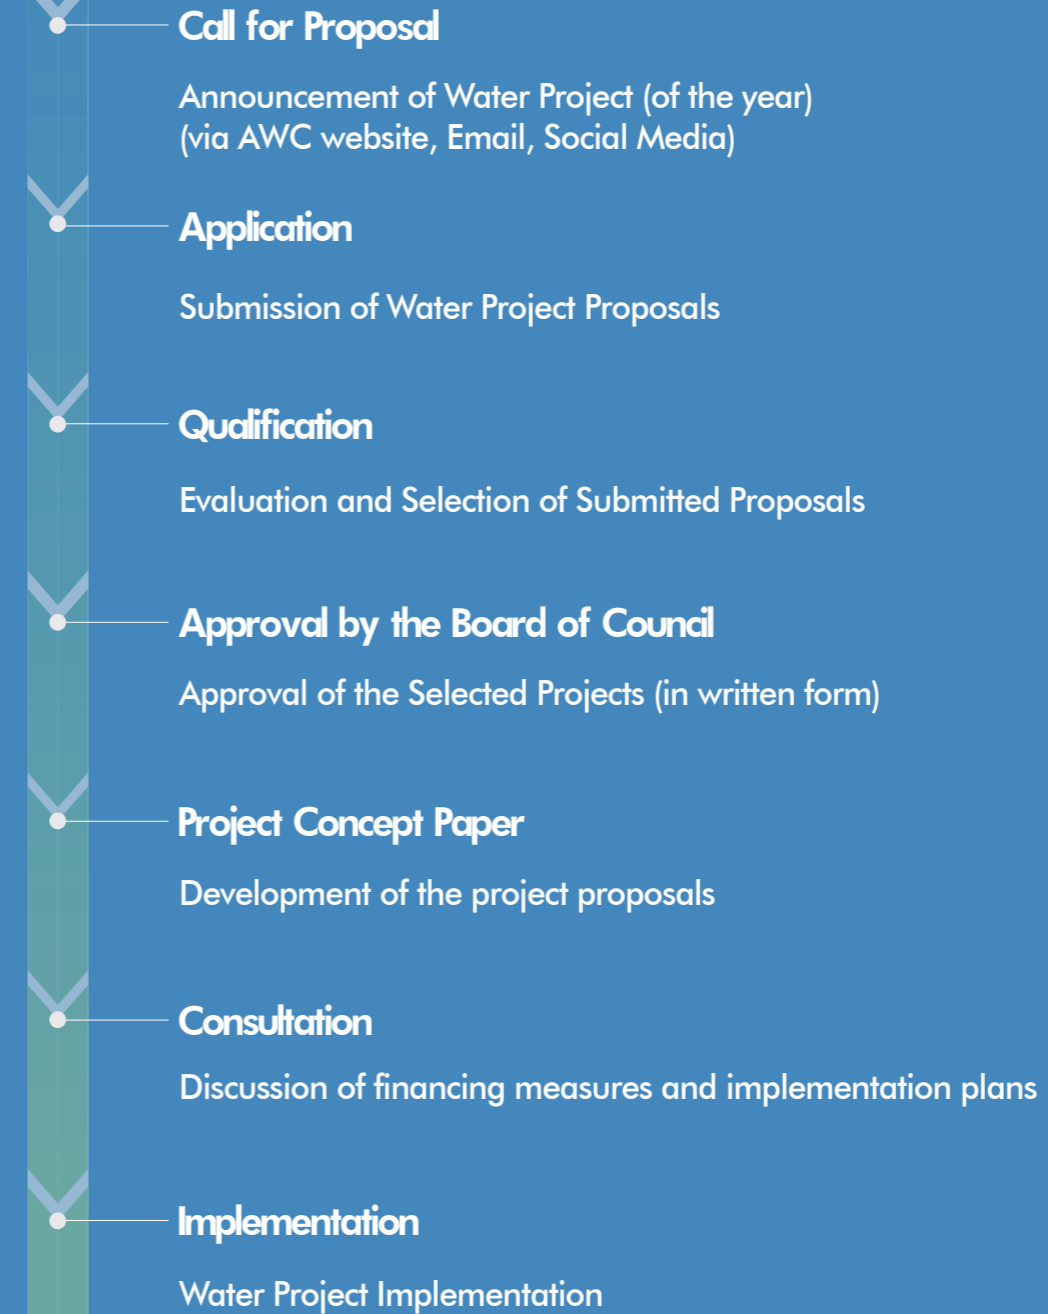 Call for Proposal
Announcement of Water Project (of the year)
(via AWC website, Email, Social Media)
Application
Submission of Water Project Proposals
Qualification
Evaluation and Selection of Submitted Proposals
Approval by the Board of Council
Approval of the Selected Projects (in written form)
Project Concept Paper
Development of the project proposals
Consultation
Discussion of financing measures and implementation plans
Implementation
Water Project Implementation